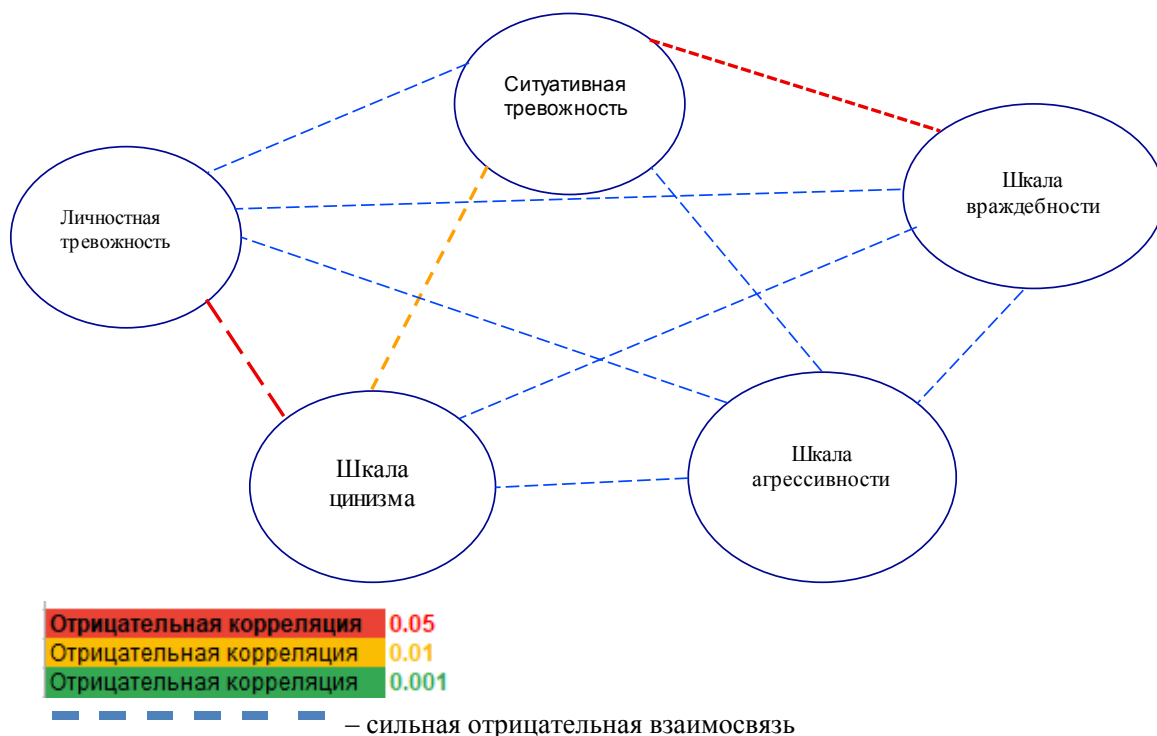 Ситуативная
тревожность
Шкала
враждебности
Личностная
тревожность
Шкала
цинизма
Шкала
агрессивности
Отрицательная корреляция 0.05
Отрицательная корреляция 0.01
Отрицательная корреляция 0.001
– сильная отрицательная взаимосвязь